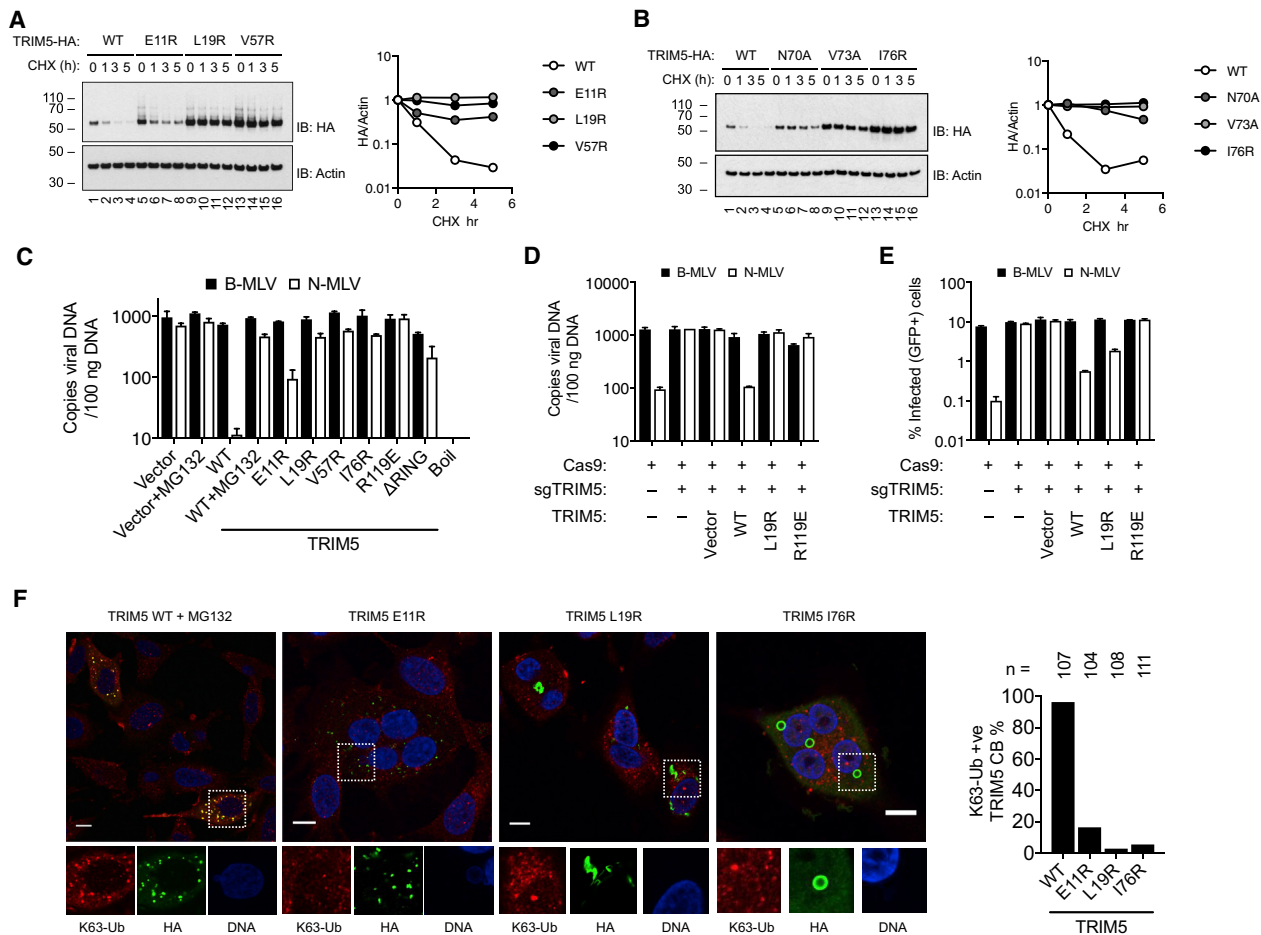 A
TRIM5-HA: WT E11R L19R V57R
CHX (h): 0 1 3 5 0 1 3 5 0 1 3 5 0 1 3 5
110
70
50
IB: HA
50
30
IB: Actin
1 2 3 4 5 6 7 8 9 10 11 12 13 14 15 16
HA/Actin
10
1
0.1
0.01
0 2 4 6
CHX hr
WT
E11R
L19R
V57R
B
TRIM5-HA: WT N70A V73A I76R
CHX (h): 0 1 3 5 0 1 3 5 0 1 3 5 0 1 3 5
110
70
50
IB: HA
50
30
IB: Actin
1 2 3 4 5 6 7 8 9 10 11 12 13 14 15 16
HA/Actin
10
1
0.1
0.01
0 2 4 6
CHX hr
WT
N70A
V73A
I76R
C
B-MLV N-MLV
Copies viral DNA
/100 ng DNA
1000
100
10
Vector
Vector+MG132
WT
WT+MG132
E11R
L19R
V57R
I76R
R119E
ΔRING
Boil
TRIM5
D
B-MLV N-MLV
Copies viral DNA
/100 ng DNA
10000
1000
100
10
Cas9: + + + + + +
sgTRIM5: – + + + + +
TRIM5: – – Vector WT L19R R119E
E
B-MLV N-MLV
% Infected (GFP+) cells
100
10
1
0.1
0.01
Cas9: + + + + + +
sgTRIM5: – + + + + +
TRIM5: – – Vector WT L19R R119E
F
TRIM5 WT + MG132
TRIM5 E11R
TRIM5 L19R
TRIM5 I76R
K63-Ub HA DNA
K63-Ub HA DNA
K63-Ub HA DNA
K63-Ub HA DNA
n = 107 104 108 111
K63-Ub +ve
TRIM5 CB %
100
80
60
40
20
0
WT
E11R
L19R
I76R
TRIM5